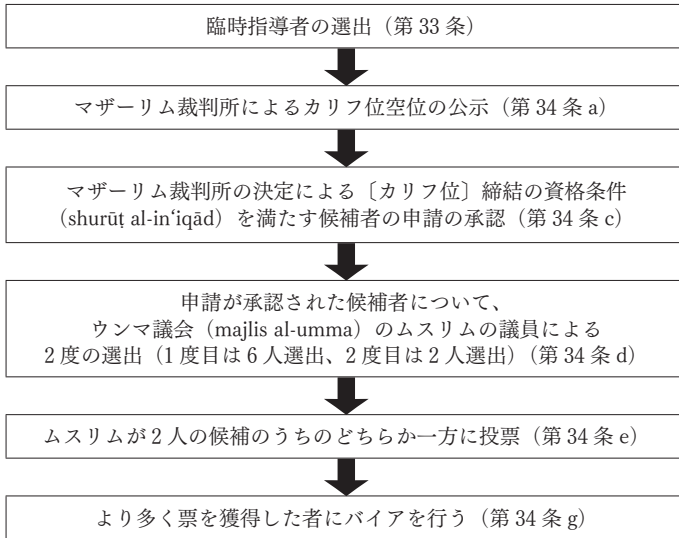 臨時指導者の選出（第 33 条）
マザーリム裁判所によるカリフ位空位の公示（第 34 条 a）
マザーリム裁判所の決定による〔カリフ位〕締結の資格条件
（shurūṭ al-in‘iqād）を満たす候補者の申請の承認（第 34 条 c）
申請が承認された候補者について、
ウンマ議会（majlis al-umma）のムスリムの議員による
2 度の選出（1 度目は 6 人選出、2 度目は 2 人選出）（第 34 条 d）
ムスリムが 2 人の候補のうちのどちらか一方に投票（第 34 条 e）
より多く票を獲得した者にバイアを行う（第 34 条 g）